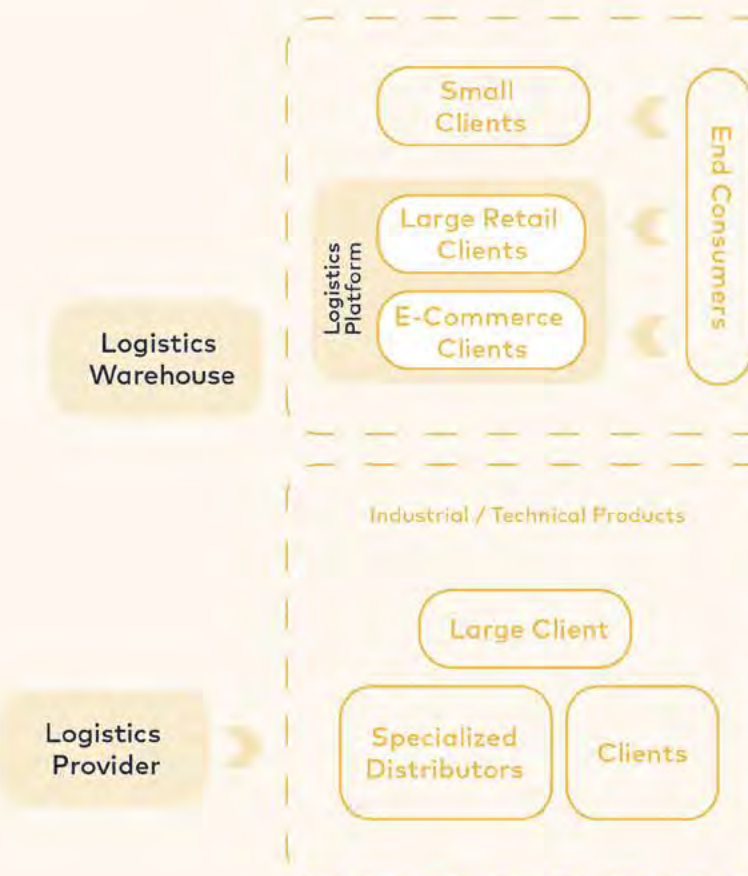 Small
Clients
Large Retail
Clients
E-Commerce
Clients
Logistics
Platform
End Consumers
Logistics
Warehouse
Industrial / Technical Products
Large Client
Specialized
Distributors
Clients
Logistics
Provider